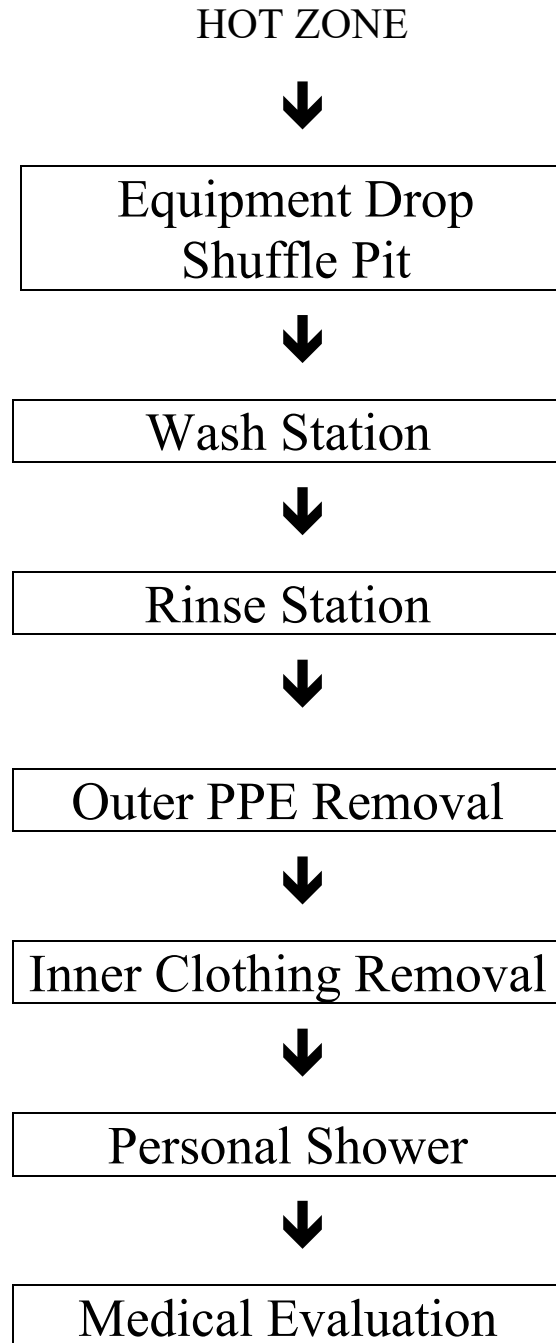 HOT ZONE
Equipment Drop
Shuffle Pit
Wash Station
Rinse Station
Outer PPE Removal
Inner Clothing Removal
Personal Shower
Medical Evaluation